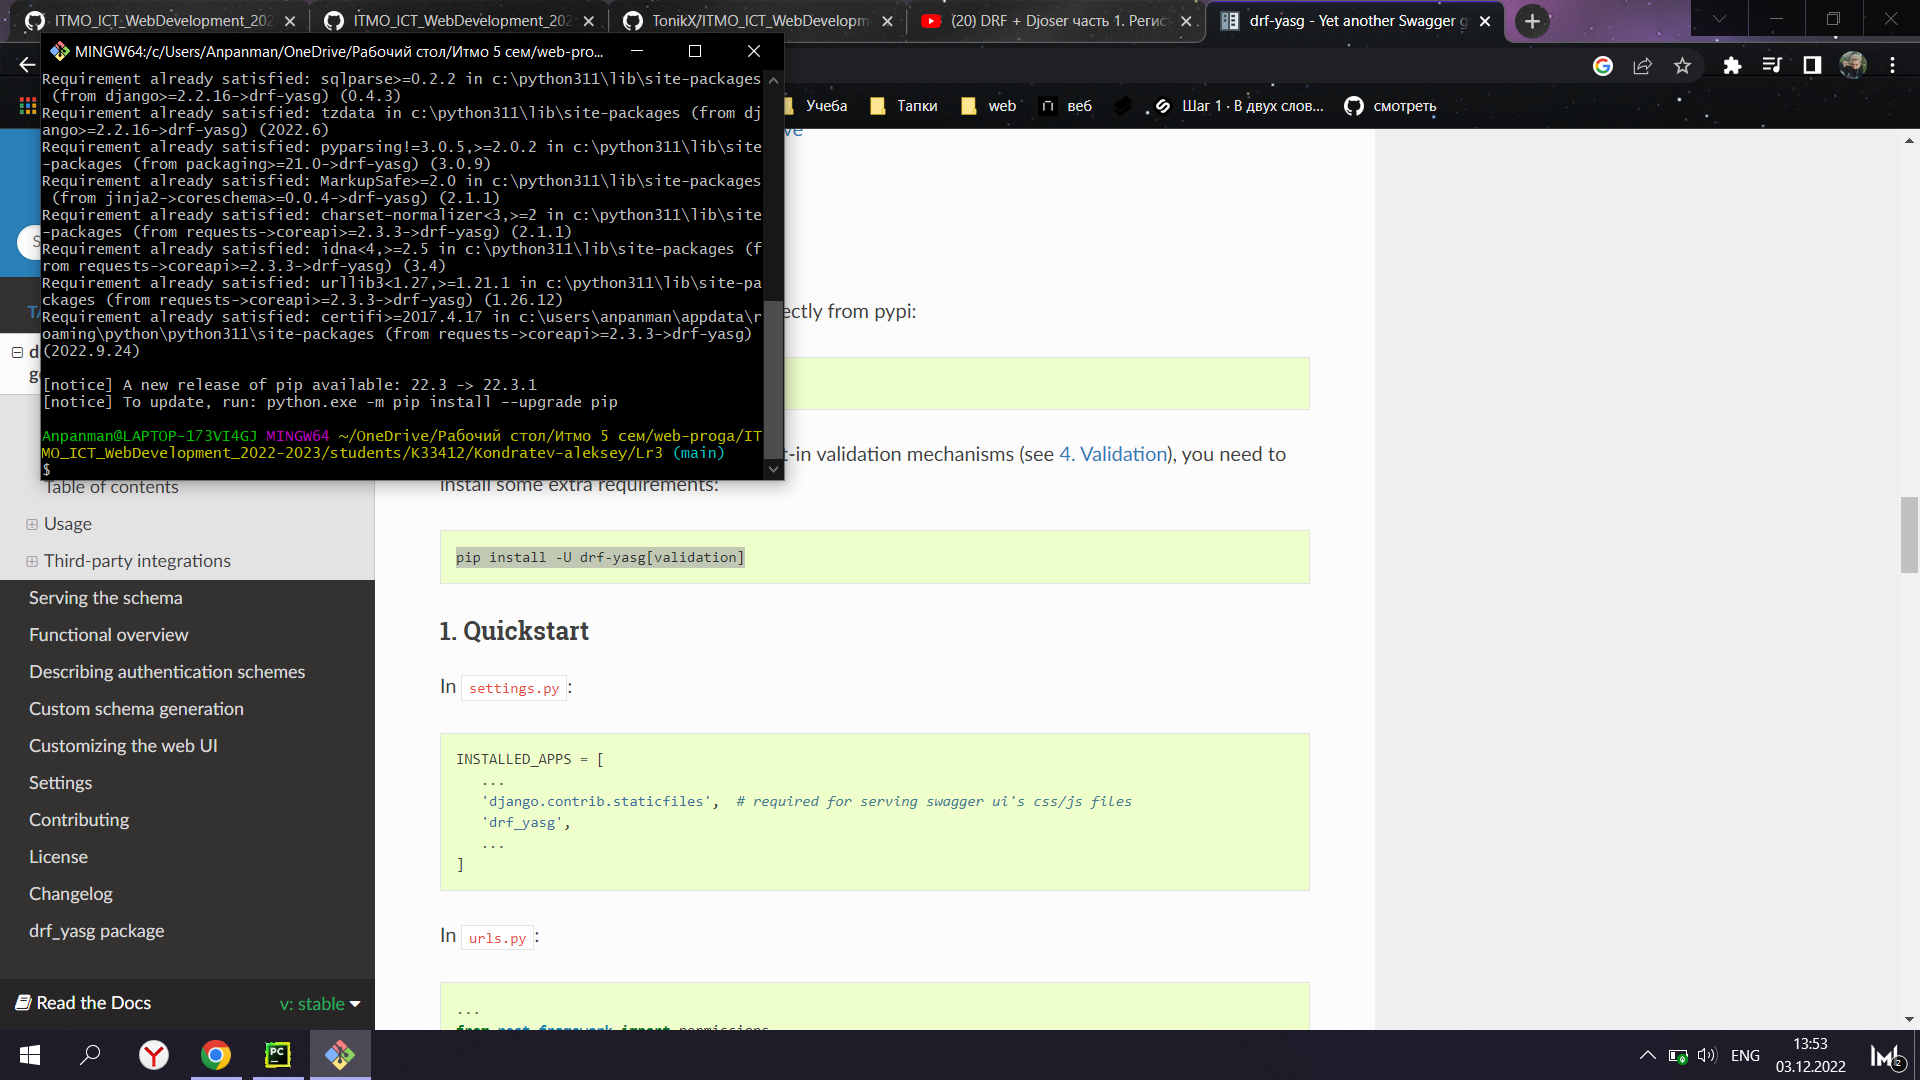 ITMO_ICT_WebDevelopment_202
ITMO_ICT_WebDevelopment_202
TonikX/ITMO_ICT_WebDevelopm
(20) DRF + Djoser часть 1. Регис
drf-yasg - Yet another Swagger g
MINGW64:/c/Users/Anpanman/OneDrive/Рабочий стол/Итмо 5 сем/web-pro...
Учеба
Тапки
web
веб
Шаг 1 · В двух слов...
смотреть
Requirement already satisfied: sqlparse>=0.2.2 in c:\python311\lib\site-packages
(from django>=2.2.16->drf-yasg) (0.4.3)
Requirement already satisfied: tzdata in c:\python311\lib\site-packages (from dj
ango>=2.2.16->drf-yasg) (2022.6)
Requirement already satisfied: pyparsing!=3.0.5,>=2.0.2 in c:\python311\lib\site
-packages (from packaging>=21.0->drf-yasg) (3.0.9)
Requirement already satisfied: MarkupSafe>=2.0 in c:\python311\lib\site-packages
(from jinja2->coreschema>=0.0.4->drf-yasg) (2.1.1)
Requirement already satisfied: charset-normalizer<3,>=2 in c:\python311\lib\site
-packages (from requests->coreapi>=2.3.3->drf-yasg) (2.1.1)
Requirement already satisfied: idna<4,>=2.5 in c:\python311\lib\site-packages (f
rom requests->coreapi>=2.3.3->drf-yasg) (3.4)
Requirement already satisfied: urllib3<1.27,>=1.21.1 in c:\python311\lib\site-pa
ckages (from requests->coreapi>=2.3.3->drf-yasg) (1.26.12)
Requirement already satisfied: certifi>=2017.4.17 in c:\users\anpanman\appdata\r
oaming\python\python311\site-packages (from requests->coreapi>=2.3.3->drf-yasg)
(2022.9.24)
[notice] A new release of pip available: 22.3 -> 22.3.1
[notice] To update, run: python.exe -m pip install --upgrade pip
Anpanman@LAPTOP-173VI4GJ MINGW64 ~/OneDrive/Рабочий стол/Итмо 5 сем/web-proga/IT
MO_ICT_WebDevelopment_2022-2023/students/K33412/Kondratev-aleksey/Lr3 (main)
$
Table of contents
Usage
Third-party integrations
Serving the schema
Functional overview
Describing authentication schemes
Custom schema generation
Customizing the web UI
Settings
Contributing
License
Changelog
drf_yasg package
Read the Docs
v: stable
ectly from pypi:
t-in validation mechanisms (see 4. Validation), you need to
install some extra requirements:
pip install -U drf-yasg[validation]
1. Quickstart
In settings.py:
INSTALLED_APPS = [
...
'django.contrib.staticfiles', # required for serving swagger ui's css/js files
'drf_yasg',
...
]
In urls.py:
...
from rest_framework import permissions
PC
ENG
13:53
03.12.2022
2